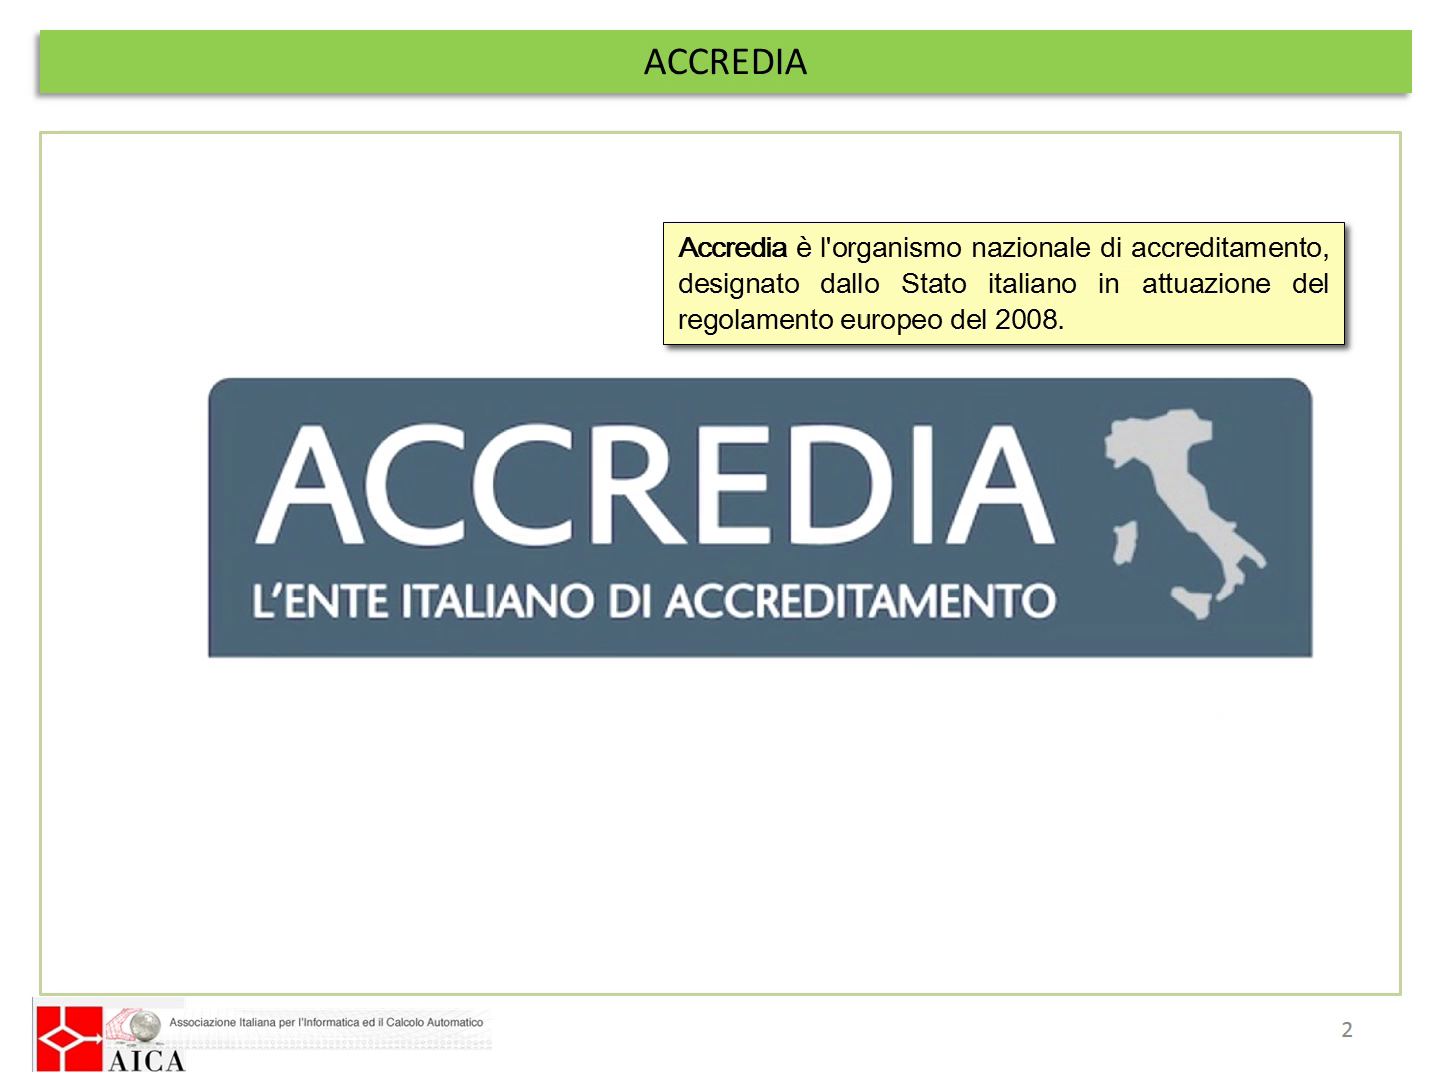 ACCREDIA
Accredia è l'organismo nazionale di accreditamento,
designato dallo Stato italiano in attuazione del
regolamento europeo del 2008.
ACCREDIA
L'ENTE ITALIANO DI ACCREDITAMENTO
Associazione Italiana per l'Informatica ed il Calcolo Automatico
AICA
2